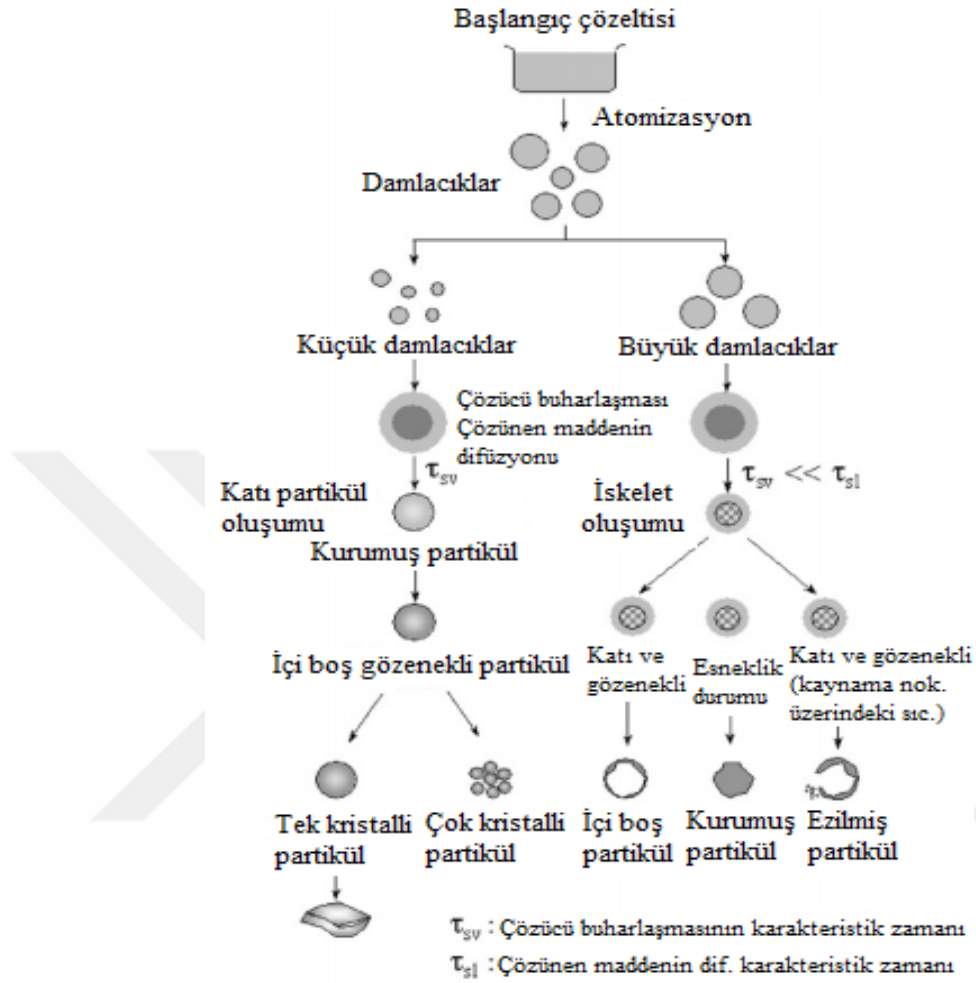 Başlangıç çözeltisi
Atomizasyon
Damlacıklar
Küçük damlacıklar
Büyük damlacıklar
Çözücü buharlaşması
Çözünen maddenin
difüzyonu
τsv
τsv << τsl
Katı partikül
oluşumu
İskelet
oluşumu
Kurumuş partikül
İçi boş gözenekli partikül
Katı ve
gözenekli
Esneklik
durumu
Katı ve gözenekli
(kaynama nok.
üzerindeki sıc.)
Tek kristalli
partikül
Çok kristalli
partikül
İçi boş
partikül
Kurumuş
partikül
Ezilmiş
partikül
τsv : Çözücü buharlaşmasının karakteristik zamanı
τsl : Çözünen maddenin dif. karakteristik zamanı